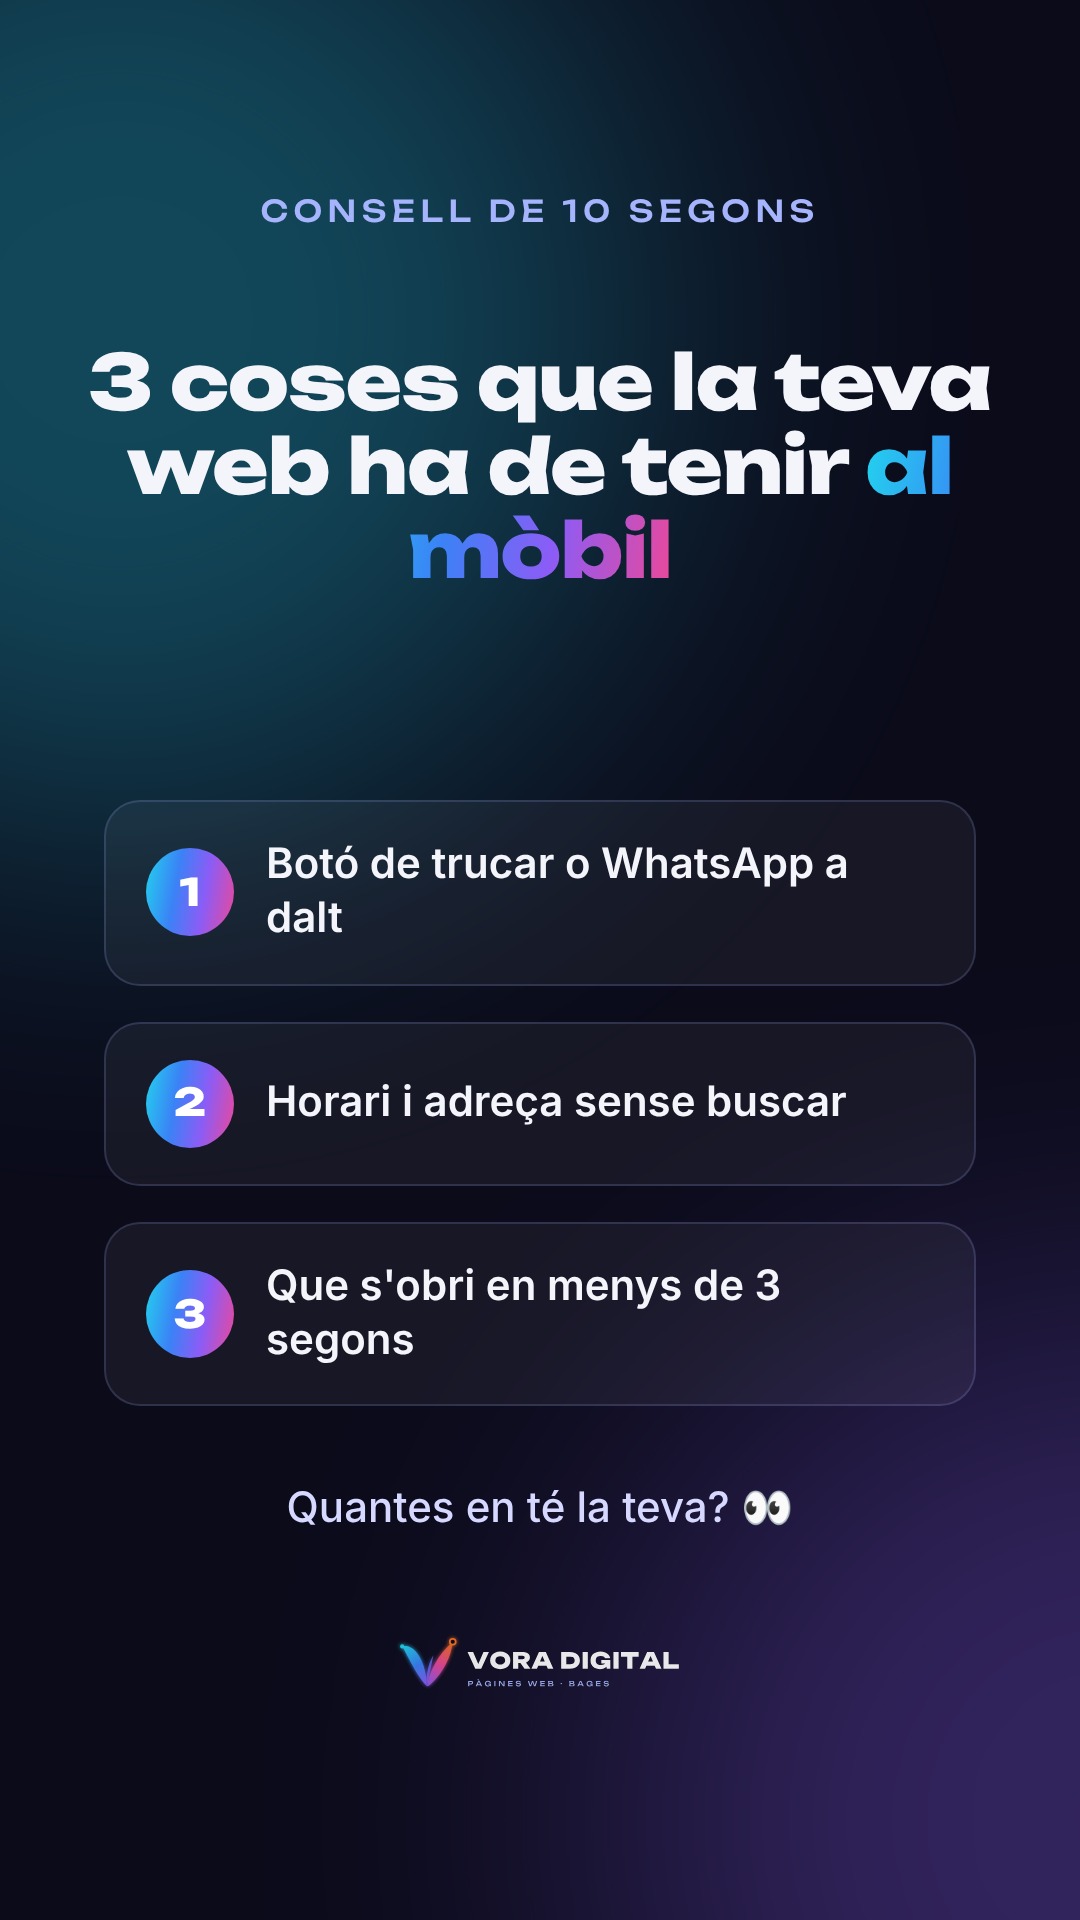 CONSELL DE 10 SEGONS
3 coses que la teva
web ha de tenir al
mòbil
1
Botó de trucar o WhatsApp a
dalt
2
Horari i adreça sense buscar
3
Que s'obri en menys de 3
segons
Quantes en té la teva? 👀
VORA DIGITAL
PÀGINES WEB · BAGES